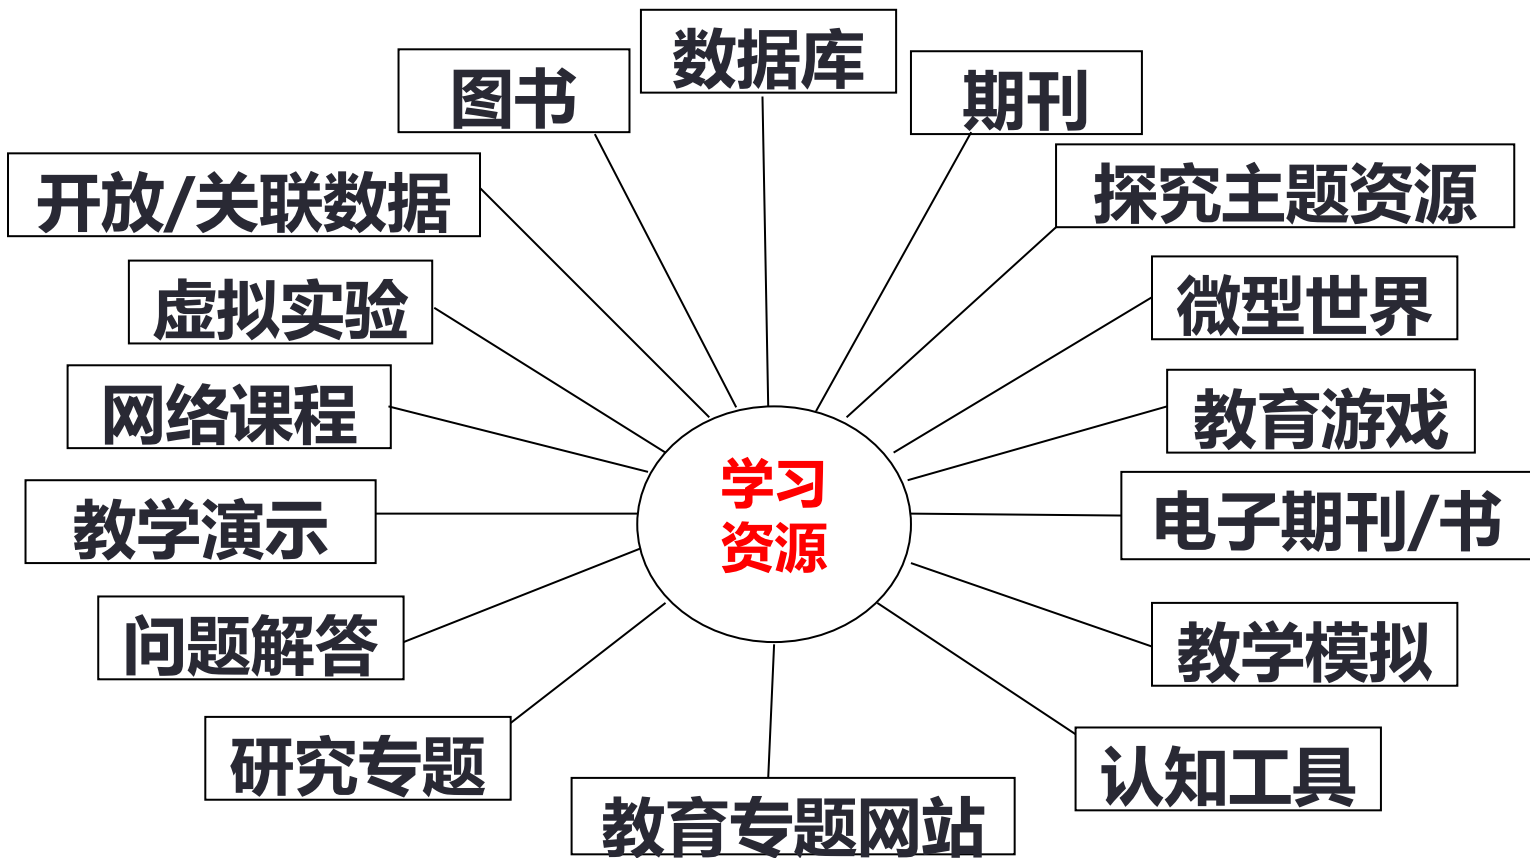 数据库
图书
期刊
开放/关联数据
探究主题资源
虚拟实验
微型世界
网络课程
教育游戏
学习
资源
教学演示
电子期刊/书
问题解答
教学模拟
研究专题
认知工具
教育专题网站